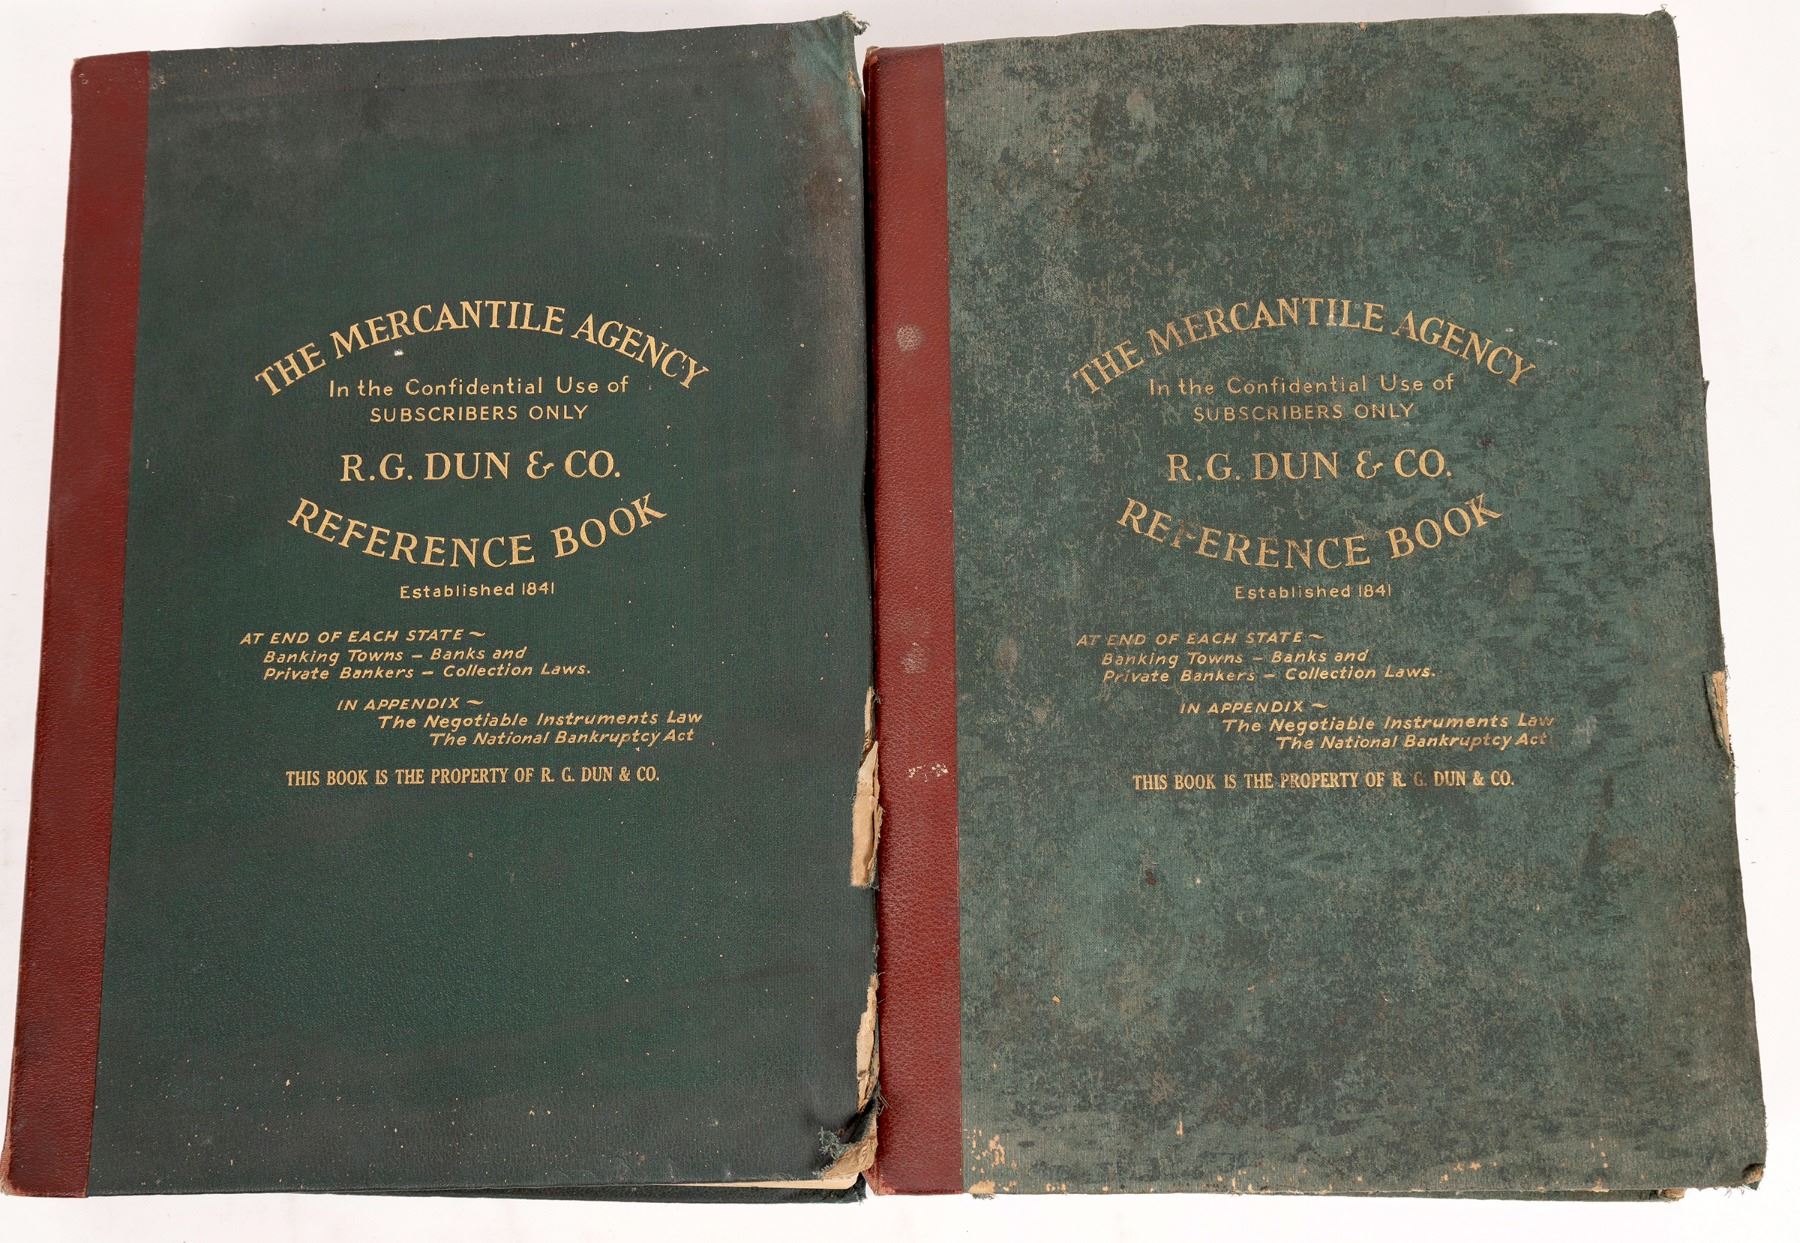 THE MERCANTILE AGENCY
In the Confidential Use of
SUBSCRIBERS ONLY
R.G. DUN & CO.
REFERENCE BOOK
Established 1841
AT END OF EACH STATE ~
Banking Towns – Banks and
Private Bankers – Collection Laws.
IN APPENDIX ~
The Negotiable Instruments Law
The National Bankruptcy Act
THIS BOOK IS THE PROPERTY OF R. G. DUN & CO.
THE MERCANTILE AGENCY
In the Confidential Use of
SUBSCRIBERS ONLY
R.G. DUN & CO.
REFERENCE BOOK
Established 1841
AT END OF EACH STATE ~
Banking Towns – Banks and
Private Bankers – Collection Laws.
IN APPENDIX ~
The Negotiable Instruments Law
The National Bankruptcy Act
THIS BOOK IS THE PROPERTY OF R. G. DUN & CO.